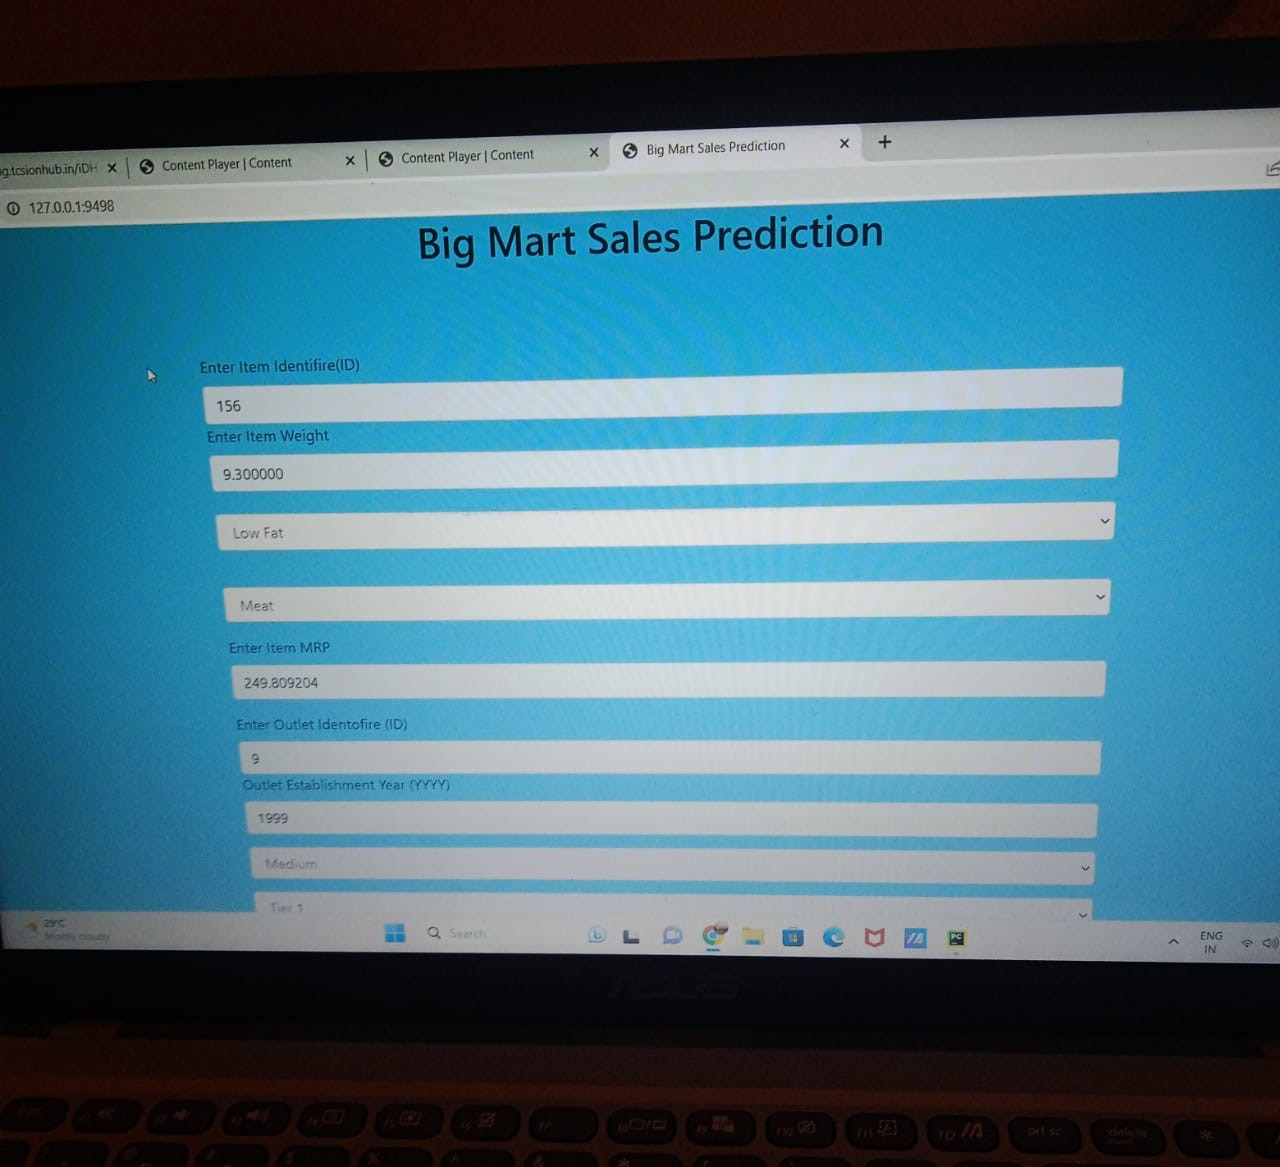 g.tcsionhub.in/iDH
Content Player | Content
Content Player | Content
Big Mart Sales Prediction
127.0.0.1:9498
Big Mart Sales Prediction
Enter Item Identifire(ID)
156
Enter Item Weight
9.300000
Low Fat
Meat
Enter Item MRP
249.809204
Enter Outlet Identofire (ID)
9
Outlet Establishment Year (YYYY)
1999
Medium
Tier 1
29°C
Mostly cloudy
Search
PC
ENG
IN
ASUS
prt sc
delete